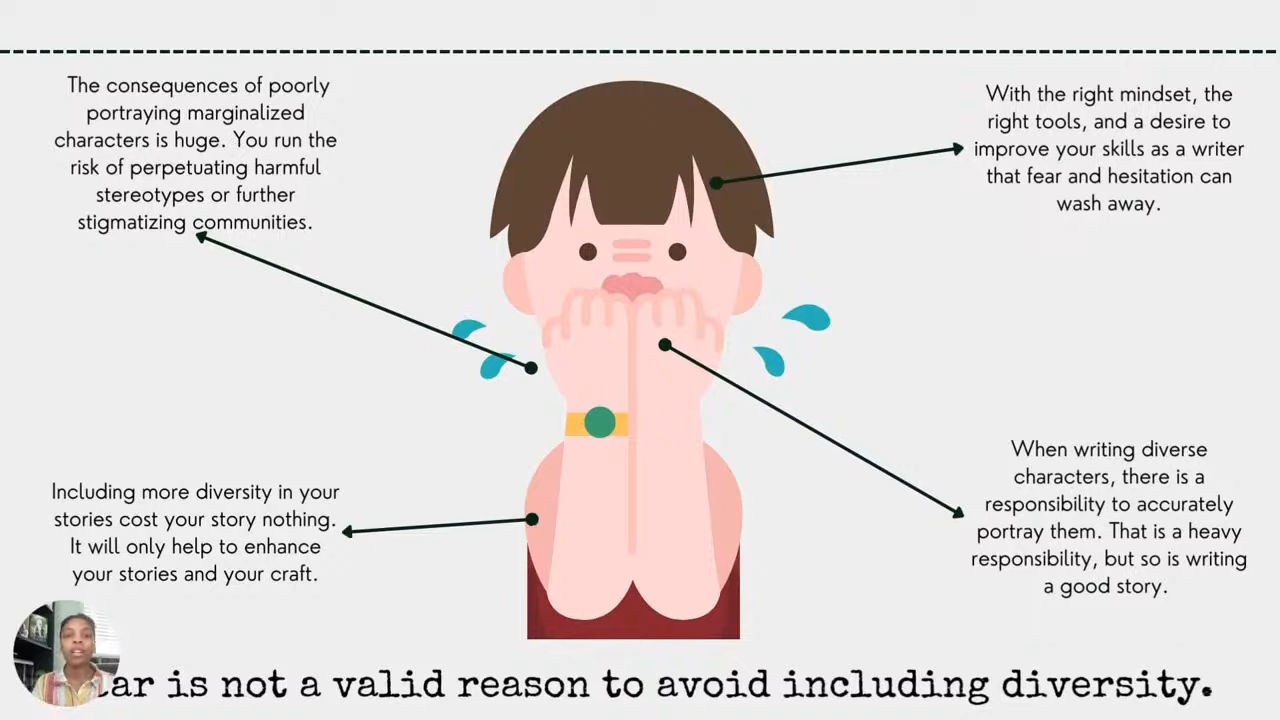 The consequences of poorly
portraying marginalized
characters is huge. You run the
risk of perpetuating harmful
stereotypes or further
stigmatizing communities.
With the right mindset, the
right tools, and a desire to
improve your skills as a writer
that fear and hesitation can
wash away.
Including more diversity in your
stories cost your story nothing.
It will only help to enhance
your stories and your craft.
When writing diverse
characters, there is a
responsibility to accurately
portray them. That is a heavy
responsibility, but so is writing
a good story.
is not a valid reason to avoid including diversity.